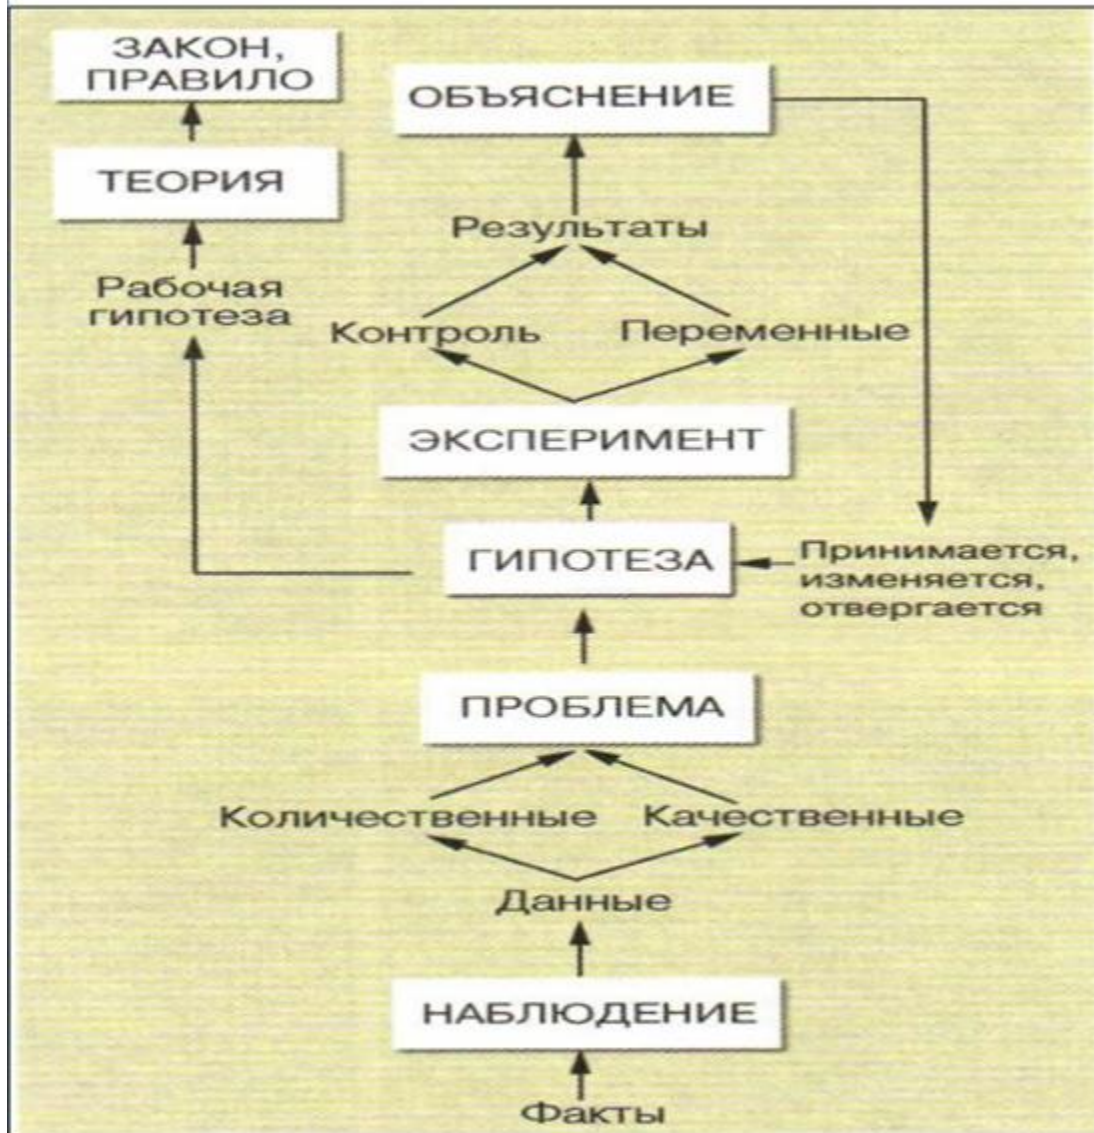 ЗАКОН,
ПРАВИЛО
ОБЪЯСНЕНИЕ
ТЕОРИЯ
Результаты
Рабочая
гипотеза
Контроль
Переменные
ЭКСПЕРИМЕНТ
ГИПОТЕЗА
Принимается,
изменяется,
отвергается
ПРОБЛЕМА
Количественные
Качественные
Данные
НАБЛЮДЕНИЕ
Факты